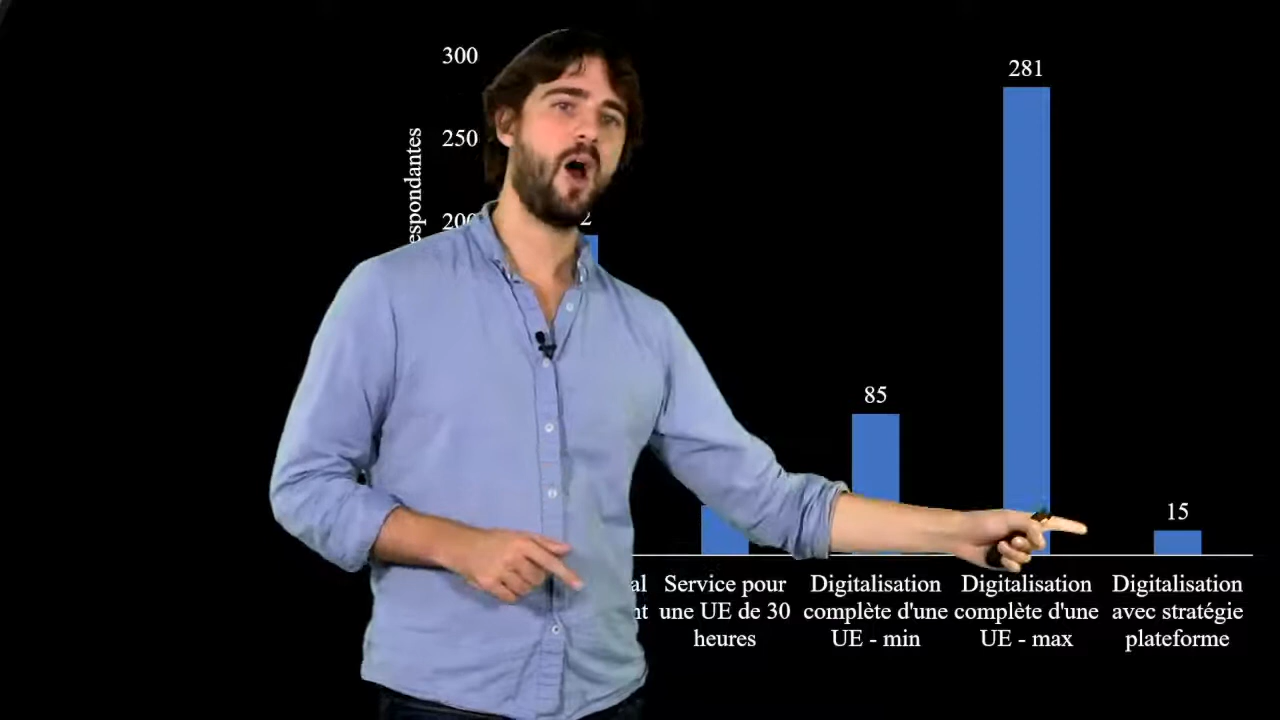 300
250
200
281
85
15
Service pour
une UE de 30
heures
Digitalisation
complète d'une
UE - min
Digitalisation
complète d'une
UE - max
Digitalisation
avec stratégie
plateforme